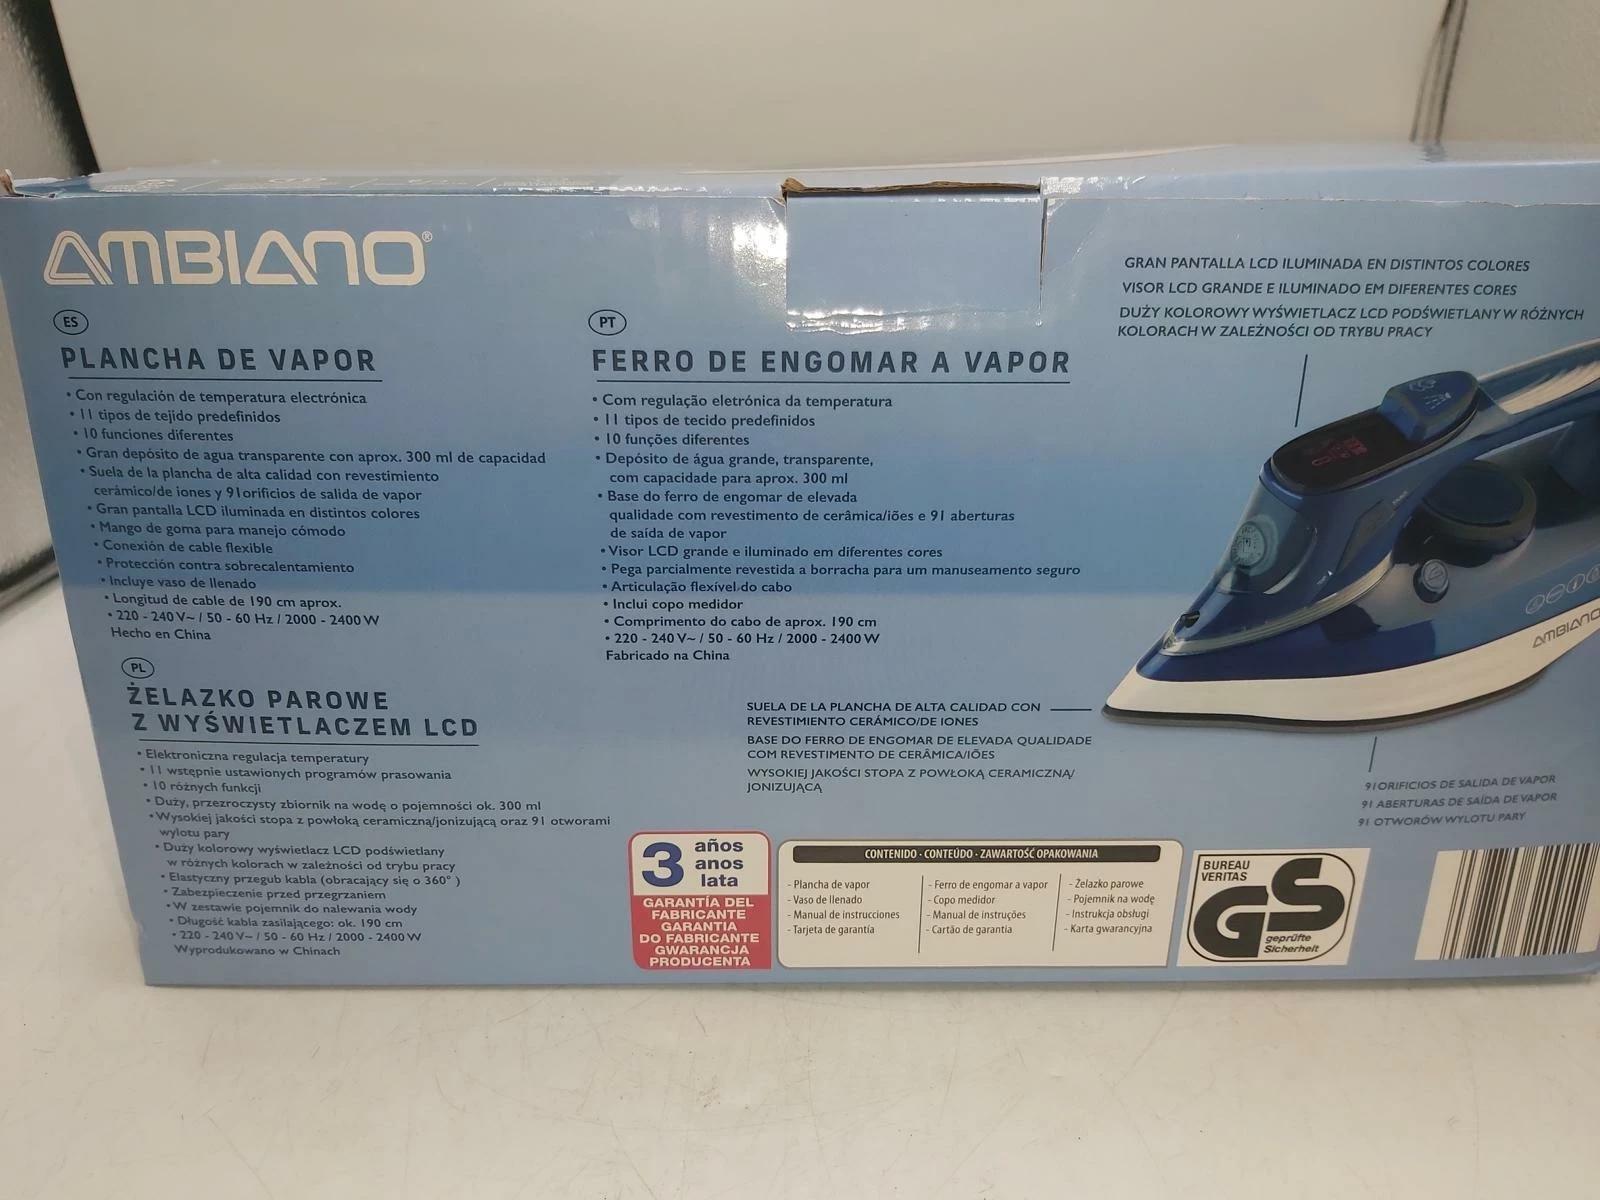 AMBIANO®
ES
PLANCHA DE VAPOR
• Con regulación de temperatura electrónica
• 11 tipos de tejido predefinidos
• 10 funciones diferentes
• Gran depósito de agua transparente con aprox. 300 ml de capacidad
• Suela de la plancha de alta calidad con revestimiento
cerámico/de iones y 91orificios de salida de vapor
• Gran pantalla LCD iluminada en distintos colores
• Mango de goma para manejo cómodo
• Conexión de cable flexible
• Protección contra sobrecalentamiento
• Incluye vaso de llenado
• Longitud de cable de 190 cm aprox.
• 220 - 240 V~ / 50 - 60 Hz / 2000 - 2400 W
Hecho en China
PT
FERRO DE ENGOMAR A VAPOR
• Com regulação eletrónica da temperatura
• 11 tipos de tecido predefinidos
• 10 funções diferentes
• Depósito de água grande, transparente,
com capacidade para aprox. 300 ml
• Base do ferro de engomar de elevada
qualidade com revestimento de cerâmica/iões e 91 aberturas
de saída de vapor
• Visor LCD grande e iluminado em diferentes cores
• Pega parcialmente revestida a borracha para um manuseamento seguro
• Articulação flexível do cabo
• Inclui copo medidor
• Comprimento do cabo de aprox. 190 cm
• 220 - 240 V~ / 50 - 60 Hz / 2000 - 2400 W
Fabricado na China
PL
ŻELAZKO PAROWE
Z WYŚWIETLACZEM LCD
• Elektroniczna regulacja temperatury
• 11 wstępnie ustawionych programów prasowania
• 10 różnych funkcji
• Duży, przezroczysty zbiornik na wodę o pojemności ok. 300 ml
• Wysokiej jakości stopa z powłoką ceramiczną/jonizującą oraz 91 otworami
wylotu pary
• Duży kolorowy wyświetlacz LCD podświetlany
w różnych kolorach w zależności od trybu pracy
• Elastyczny przegub kabla (obracający się o 360° )
• Zabezpieczenie przed przegrzaniem
• W zestawie pojemnik do nalewania wody
• Długość kabla zasilającego: ok. 190 cm
• 220 - 240 V~ / 50 - 60 Hz / 2000 - 2400 W
Wyprodukowano w Chinach
GRAN PANTALLA LCD ILUMINADA EN DISTINTOS COLORES
VISOR LCD GRANDE E ILUMINADO EM DIFERENTES CORES
DUŻY KOLOROWY WYŚWIETLACZ LCD PODŚWIETLANY W RÓŻNYCH
KOLORACH W ZALEŻNOŚCI OD TRYBU PRACY
AMBIANO
SUELA DE LA PLANCHA DE ALTA CALIDAD CON
REVESTIMIENTO CERÁMICO/DE IONES
BASE DO FERRO DE ENGOMAR DE ELEVADA QUALIDADE
COM REVESTIMENTO DE CERÂMICA/IÕES
WYSOKIEJ JAKOŚCI STOPA Z POWŁOKĄ CERAMICZNĄ/
JONIZUJĄCĄ
91ORIFICIOS DE SALIDA DE VAPOR
91 ABERTURAS DE SAÍDA DE VAPOR
91 OTWORÓW WYLOTU PARY
3 años
anos
lata
GARANTÍA DEL
FABRICANTE
GARANTIA
DO FABRICANTE
GWARANCJA
PRODUCENTA
CONTENIDO · CONTEÚDO · ZAWARTOŚĆ OPAKOWANIA
- Plancha de vapor
- Vaso de llenado
- Manual de instrucciones
- Tarjeta de garantía
- Ferro de engomar a vapor
- Copo medidor
- Manual de instruções
- Cartão de garantia
- Żelazko parowe
- Pojemnik na wodę
- Instrukcja obsługi
- Karta gwarancyjna
BUREAU
VERITAS
GS
geprüfte
Sicherheit